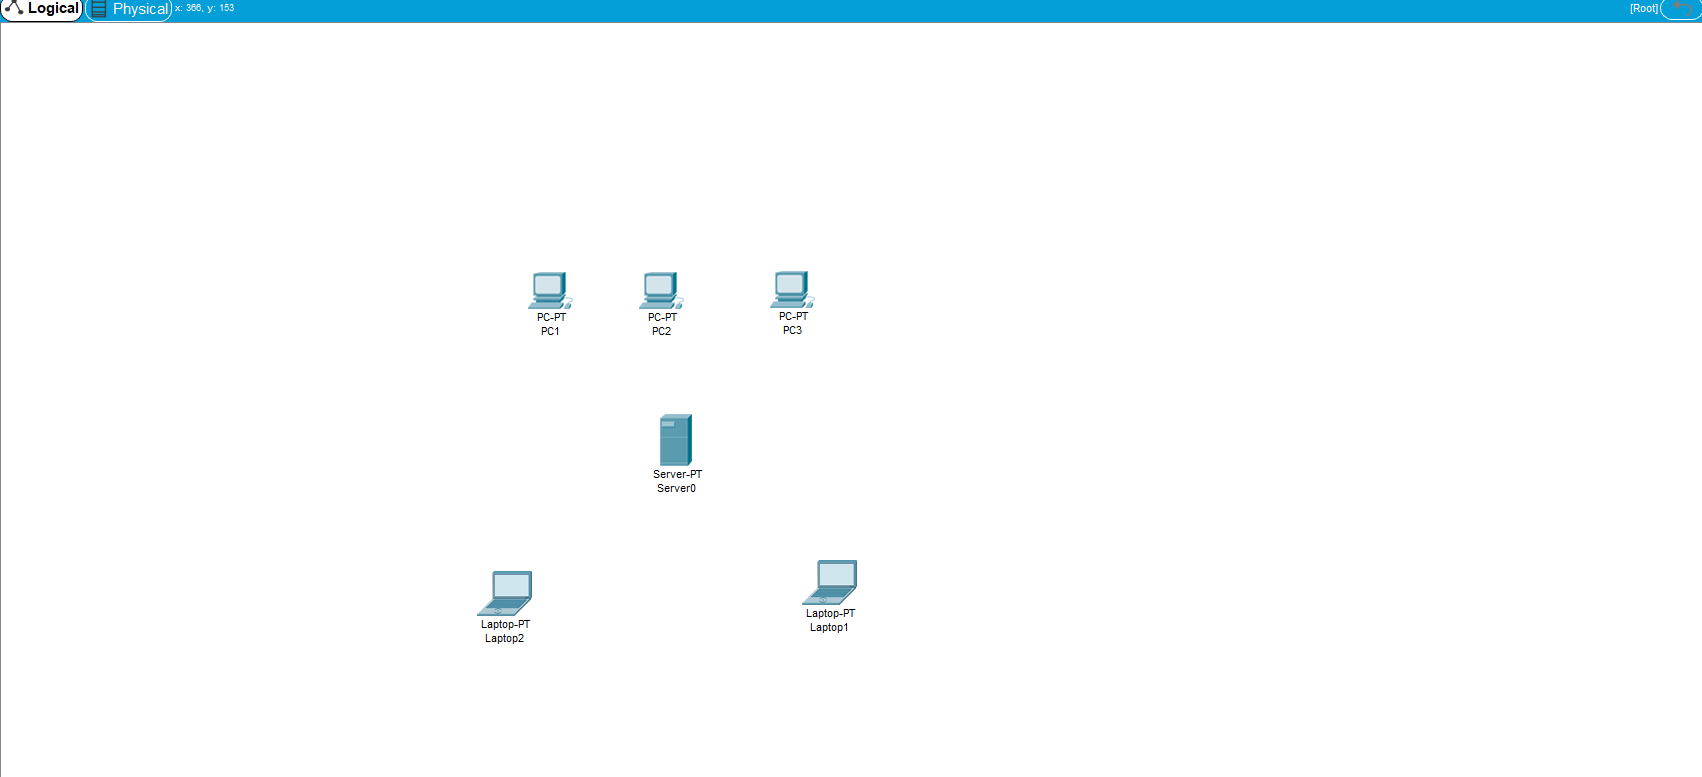 Logical
Physical
x: 366, y: 153
[Root]
PC-PT
PC1
PC-PT
PC2
PC-PT
PC3
Server-PT
Server0
Laptop-PT
Laptop2
Laptop-PT
Laptop1